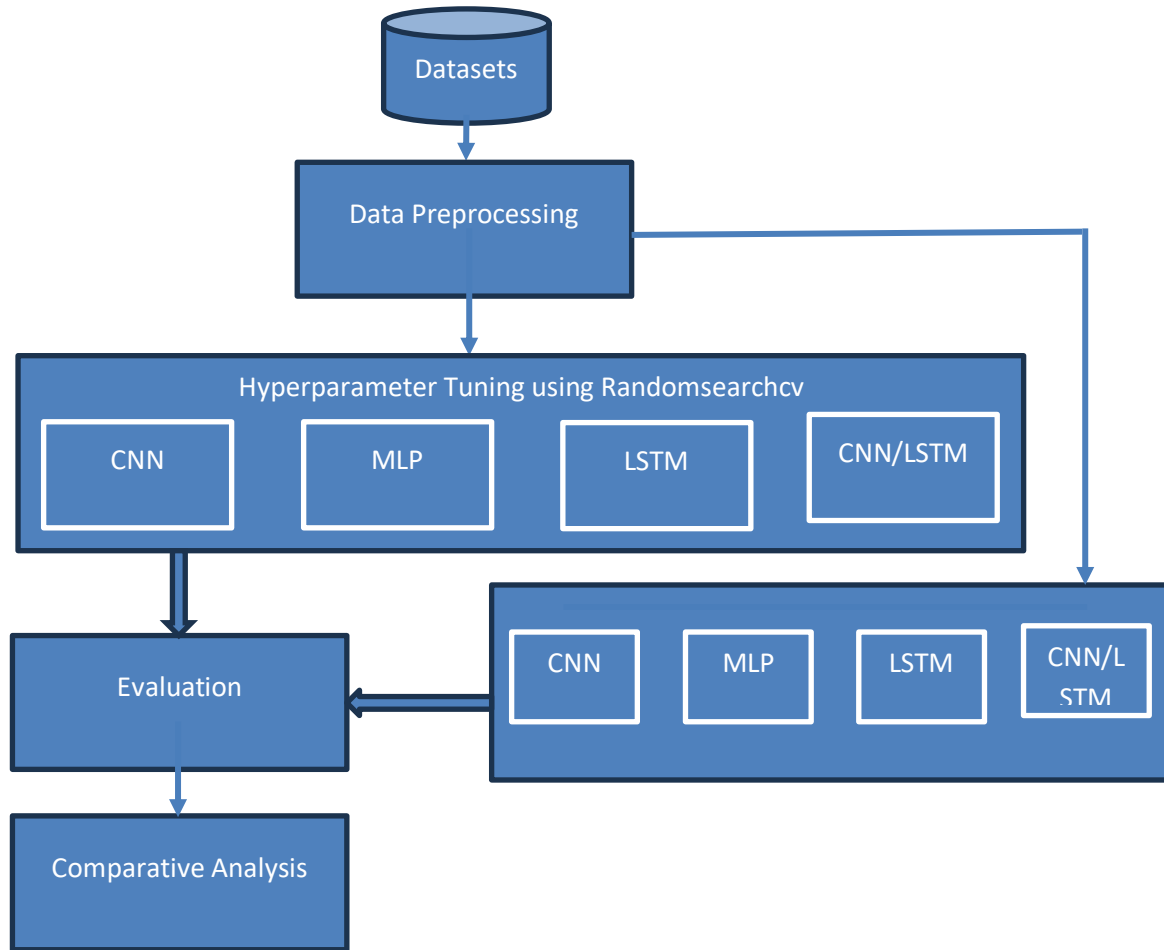 Datasets
Data Preprocessing
Hyperparameter Tuning using Randomsearchcv
CNN
MLP
LSTM
CNN/LSTM
CNN
MLP
LSTM
CNN/L
STM
Evaluation
Comparative Analysis